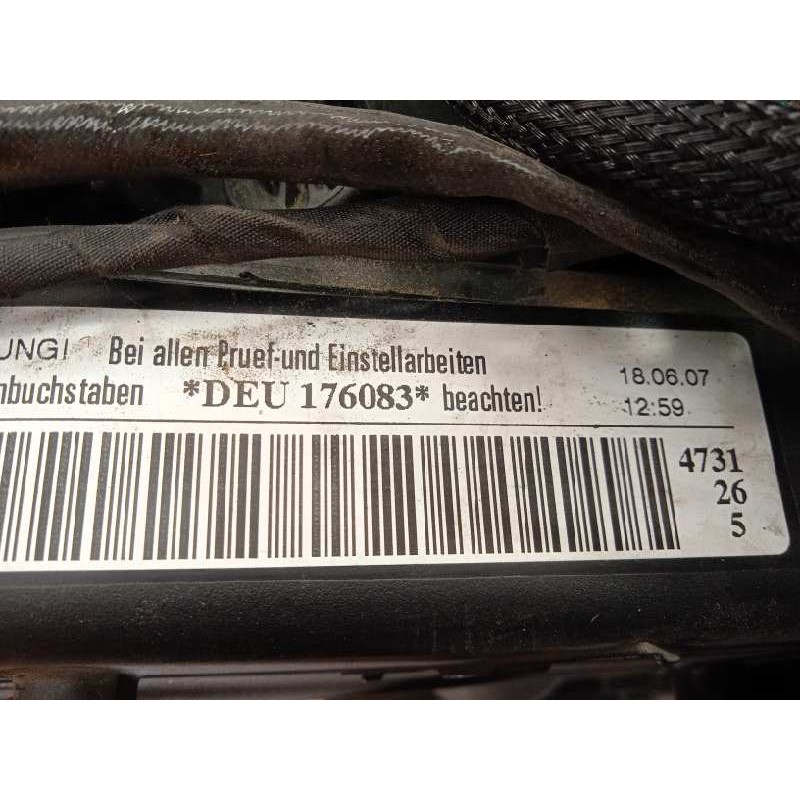 UNG! Bei allen Pruef-und Einstellarbeiten
nbuchstaben *DEU 176083* beachten!
18.06.07
12:59
4731
26
5